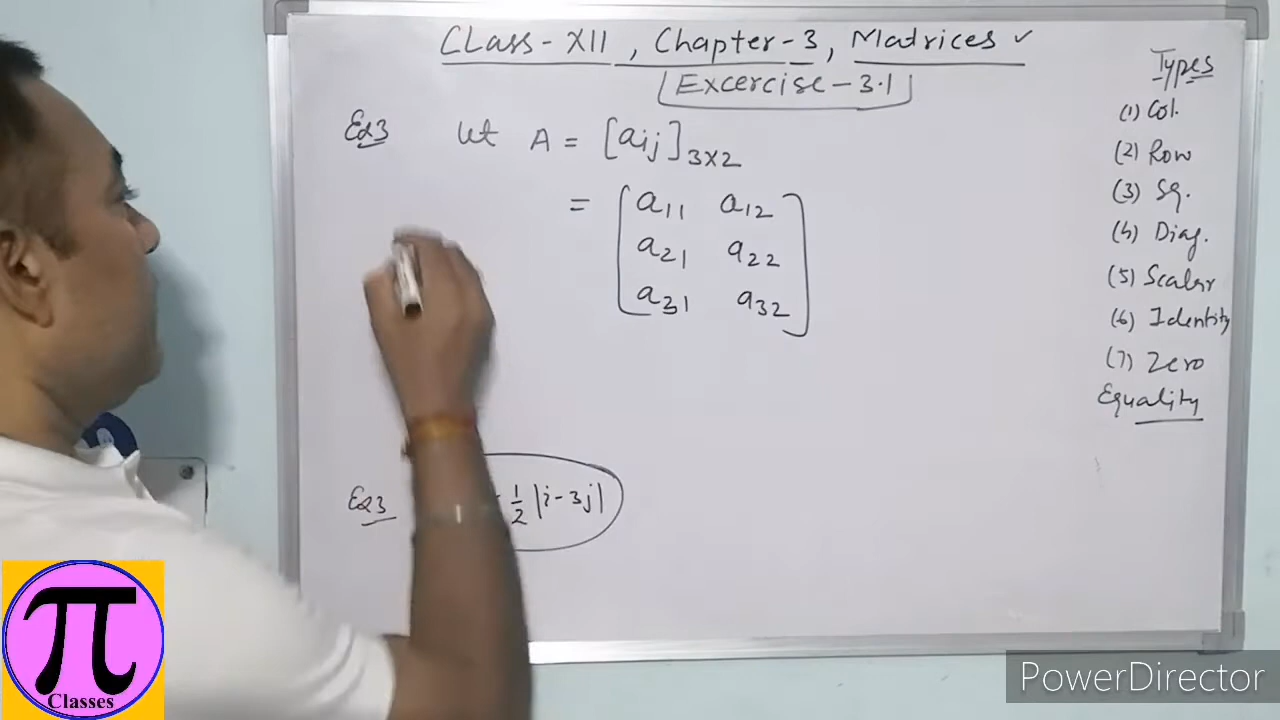 CLass-XII, Chapter-3, Matrices ✓
Excercise-3.1
Ex3 Let A = [aij]3×2
= [a11 a12
a21 a22
a31 a32]
Ex3 1/2 |i-3j|
Types
(1) Col.
(2) Row
(3) Sq.
(4) Diag.
(5) Scalar
(6) Identity
(7) Zero
Equality
π
Classes
PowerDirector